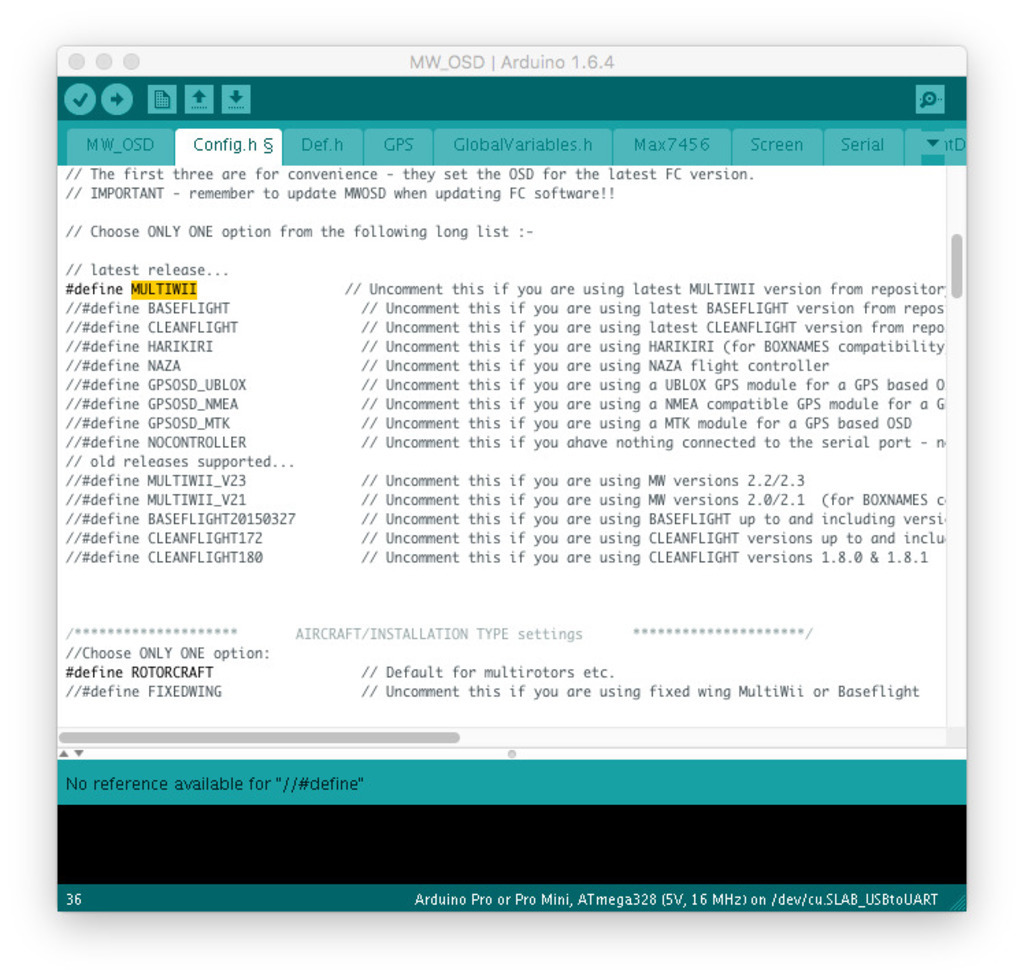 MW_OSD | Arduino 1.6.4
MW_OSD Config.h § Def.h GPS GlobalVariables.h Max7456 Screen Serial
// The first three are for convenience - they set the OSD for the latest FC version.
// IMPORTANT - remember to update MWOSD when updating FC software!!
// Choose ONLY ONE option from the following long list :-
// latest release...
#define MULTIWII // Uncomment this if you are using latest MULTIWII version from repository
//#define BASEFLIGHT // Uncomment this if you are using latest BASEFLIGHT version from repos
//#define CLEANFLIGHT // Uncomment this if you are using latest CLEANFLIGHT version from repo
//#define HARIKIRI // Uncomment this if you are using HARIKIRI (for BOXNAMES compatibility
//#define NAZA // Uncomment this if you are using NAZA flight controller
//#define GPSOSD_UBLOX // Uncomment this if you are using a UBLOX GPS module for a GPS based O
//#define GPSOSD_NMEA // Uncomment this if you are using a NMEA compatible GPS module for a G
//#define GPSOSD_MTK // Uncomment this if you are using a MTK module for a GPS based OSD
//#define NOCONTROLLER // Uncomment this if you ahave nothing connected to the serial port - n
// old releases supported...
//#define MULTIWII_V23 // Uncomment this if you are using MW versions 2.2/2.3
//#define MULTIWII_V21 // Uncomment this if you are using MW versions 2.0/2.1 (for BOXNAMES c
//#define BASEFLIGHT20150327 // Uncomment this if you are using BASEFLIGHT up to and including versi
//#define CLEANFLIGHT172 // Uncomment this if you are using CLEANFLIGHT versions up to and inclu
//#define CLEANFLIGHT180 // Uncomment this if you are using CLEANFLIGHT versions 1.8.0 & 1.8.1
/******************** AIRCRAFT/INSTALLATION TYPE settings *********************/
//Choose ONLY ONE option:
#define ROTORCRAFT // Default for multirotors etc.
//#define FIXEDWING // Uncomment this if you are using fixed wing MultiWii or Baseflight
No reference available for "//#define"
36 Arduino Pro or Pro Mini, ATmega328 (5V, 16 MHz) on /dev/cu.SLAB_USBtoUART